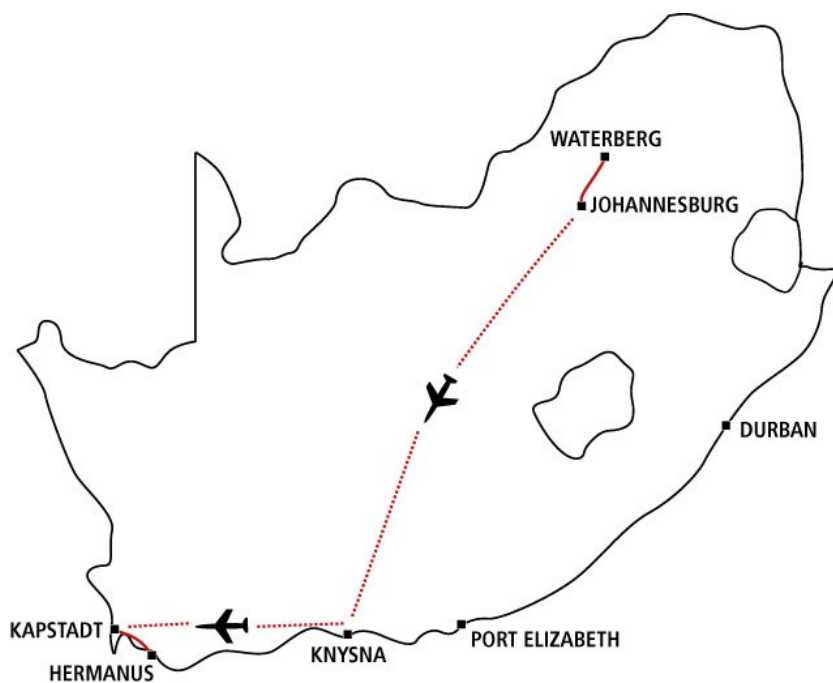 WATERBERG
JOHANNESBURG
DURBAN
KAPSTADT
PORT ELIZABETH
KNYSNA
HERMANUS